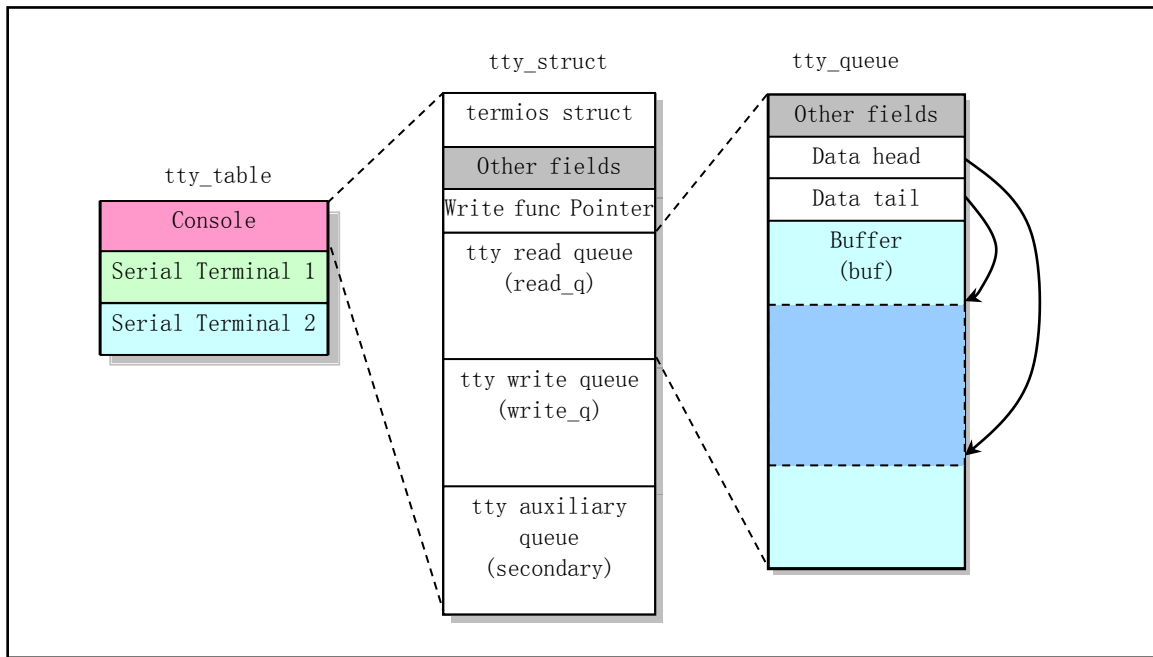 tty_table
Console
Serial Terminal 1
Serial Terminal 2
tty_struct
termios struct
Other fields
Write func Pointer
tty read queue
(read_q)
tty write queue
(write_q)
tty auxiliary
queue
(secondary)
tty_queue
Other fields
Data head
Data tail
Buffer
(buf)